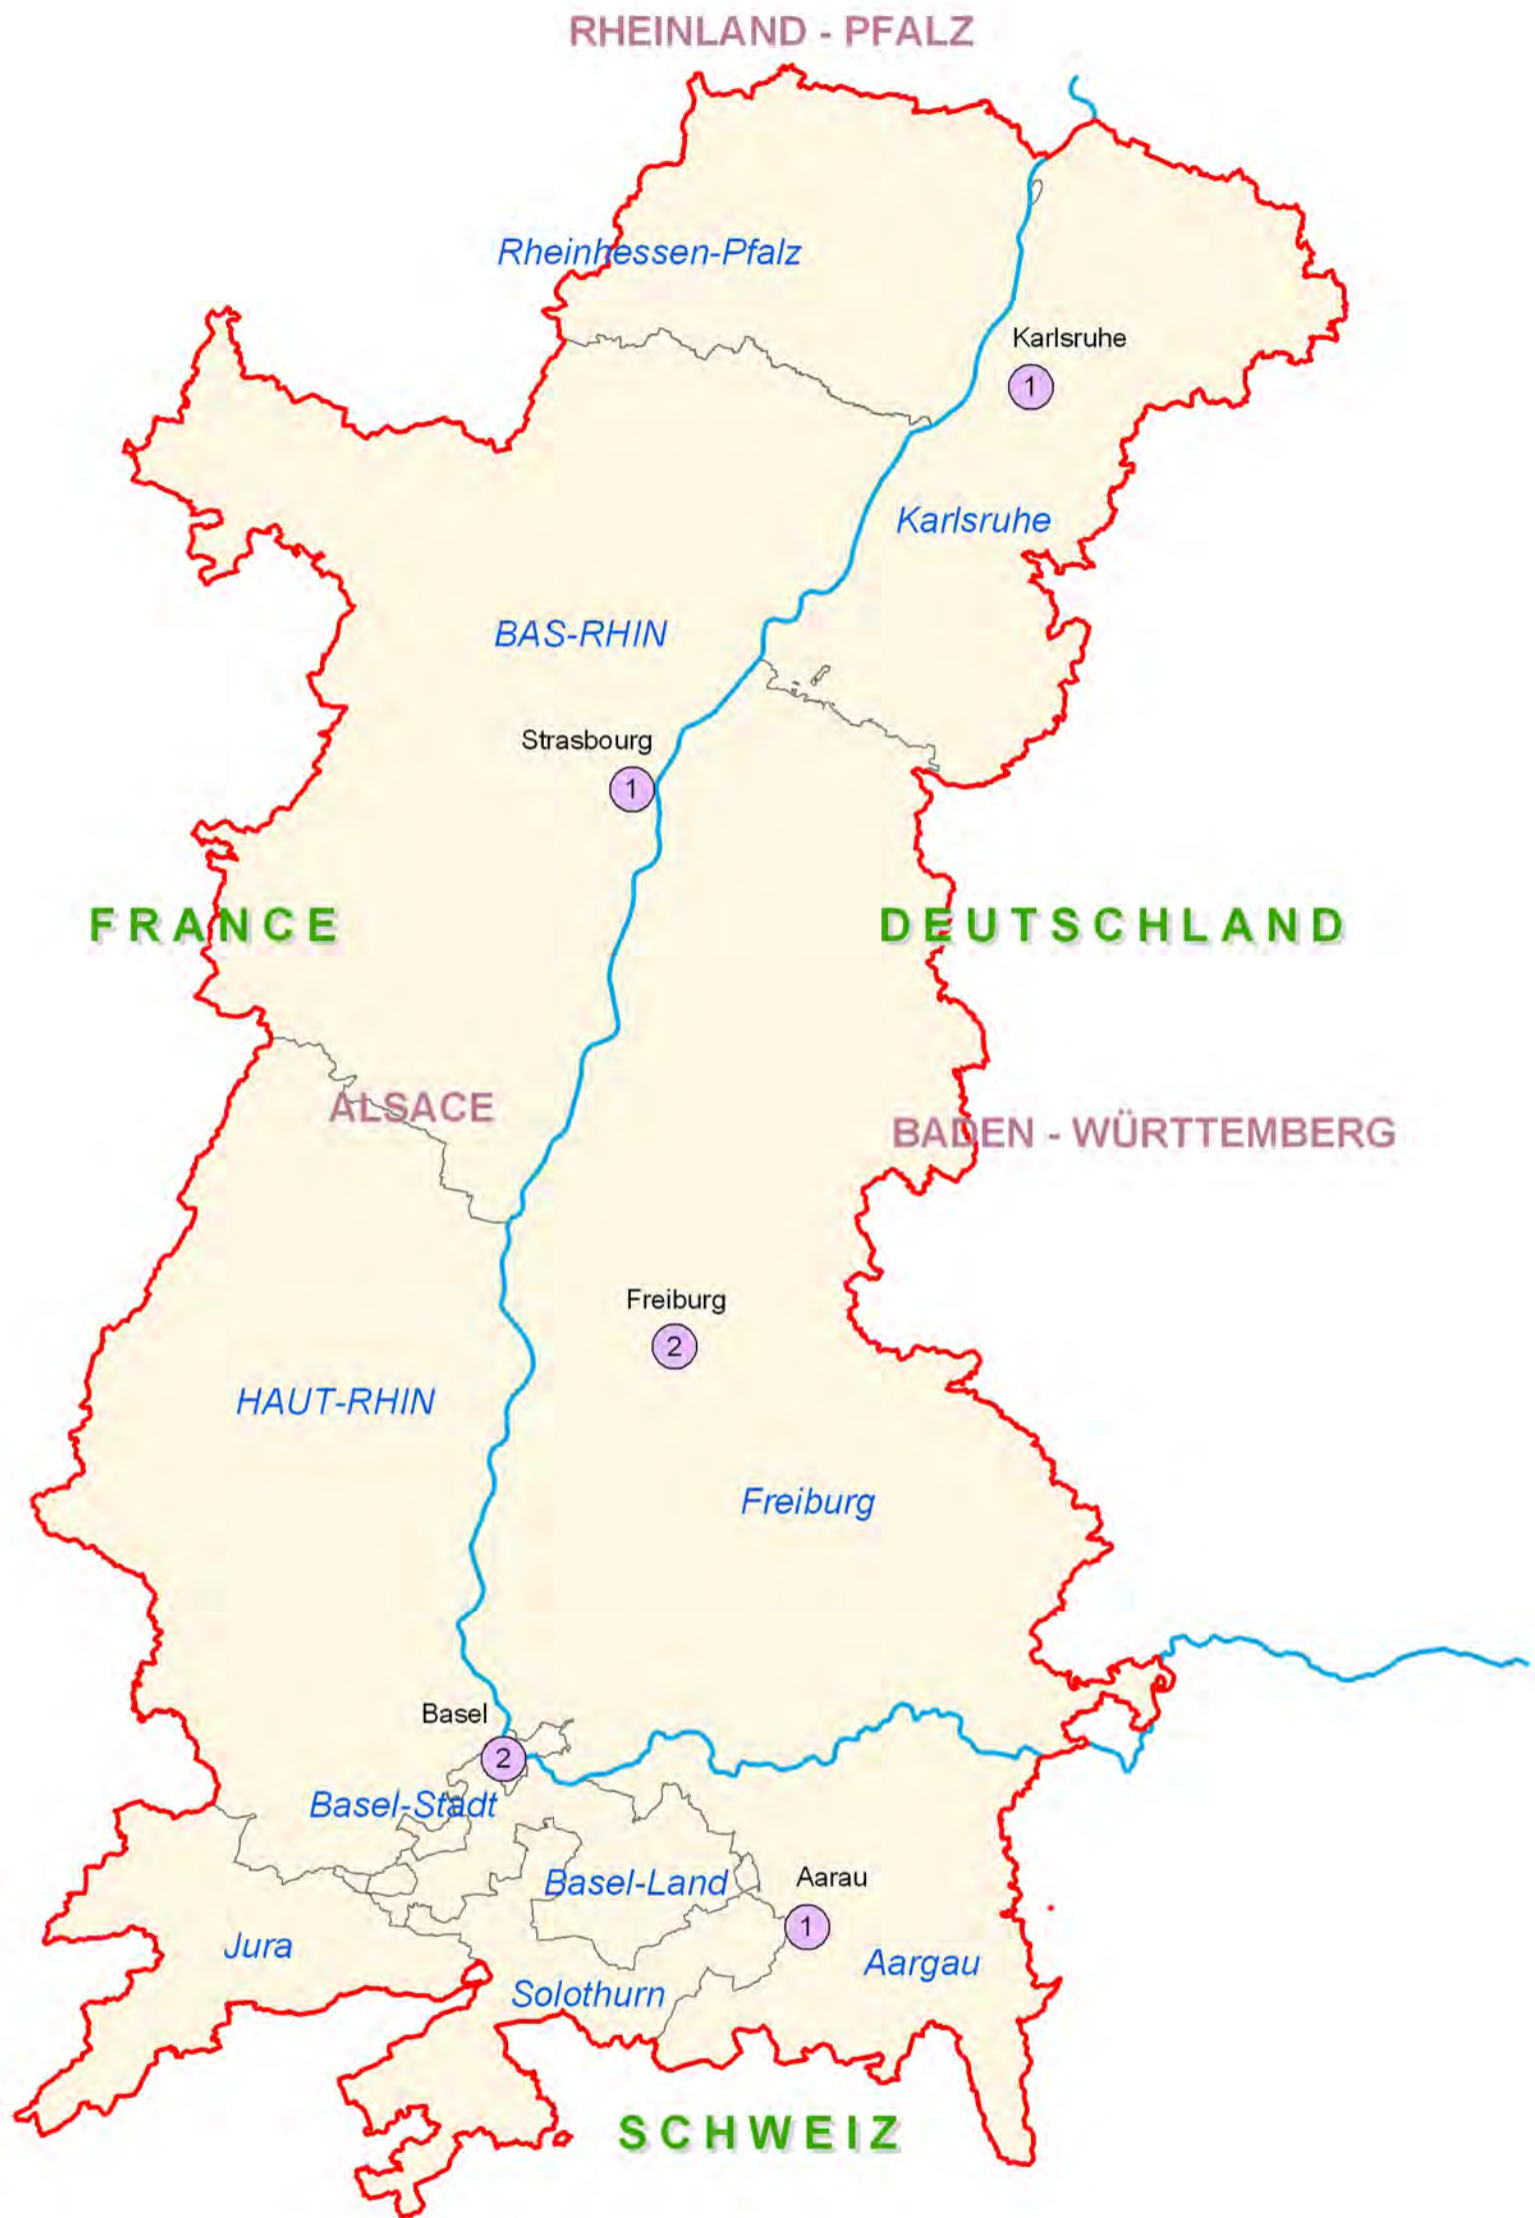 RHEINLAND - PFALZ
Rheinhessen-Pfalz
Karlsruhe
1
Karlsruhe
BAS-RHIN
Strasbourg
1
FRANCE
DEUTSCHLAND
ALSACE
BADEN - WÜRTTEMBERG
Freiburg
2
HAUT-RHIN
Freiburg
Basel
2
Basel-Stadt
Basel-Land
Aarau
1
Jura
Aargau
Solothurn
SCHWEIZ